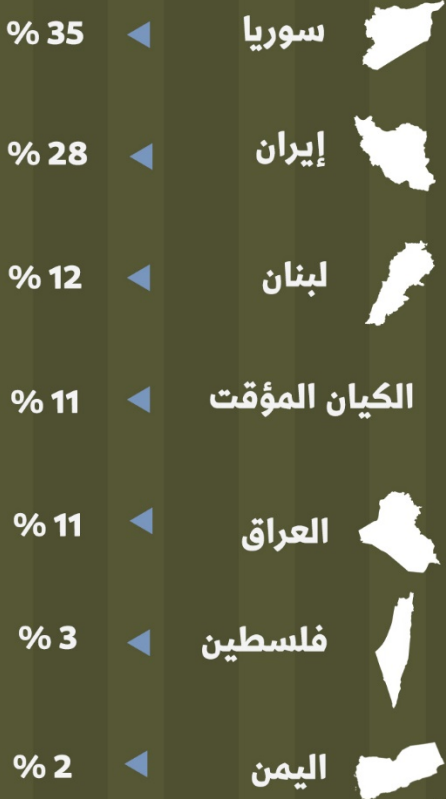 سوريا 35 %
إيران 28 %
لبنان 12 %
الكيان المؤقت 11 %
العراق 11 %
فلسطين 3 %
اليمن 2 %